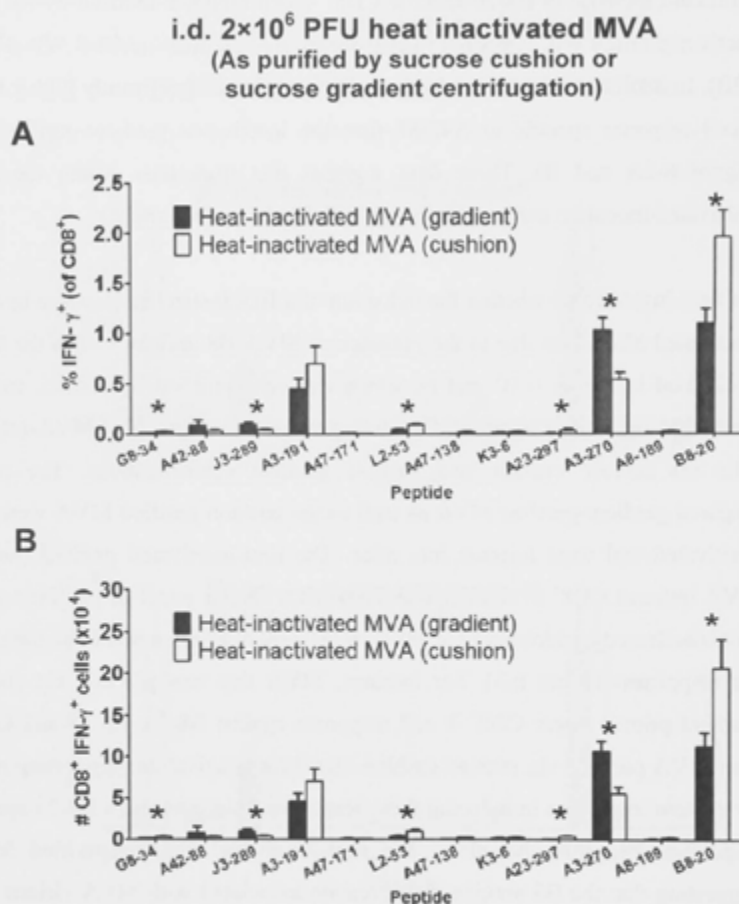 i.d. 2×10⁶ PFU heat inactivated MVA
(As purified by sucrose cushion or
sucrose gradient centrifugation)
A
% IFN- γ⁺ (of CD8⁺)
2.5
2.0
1.5
1.0
0.5
0.0
Heat-inactivated MVA (gradient)
Heat-inactivated MVA (cushion)
* * * * * *
G8-34 A42-88 J3-289 A3-191 A47-171 L2-53 A47-138 K3-6 A23-297 A3-270 A8-189 B8-20
Peptide
B
# CD8⁺ IFN-γ⁺ cells (x10⁻⁴)
30
25
20
15
10
5
0
Heat-inactivated MVA (gradient)
Heat-inactivated MVA (cushion)
* * * * * *
G8-34 A42-88 J3-289 A3-191 A47-171 L2-53 A47-138 K3-6 A23-297 A3-270 A8-189 B8-20
Peptide